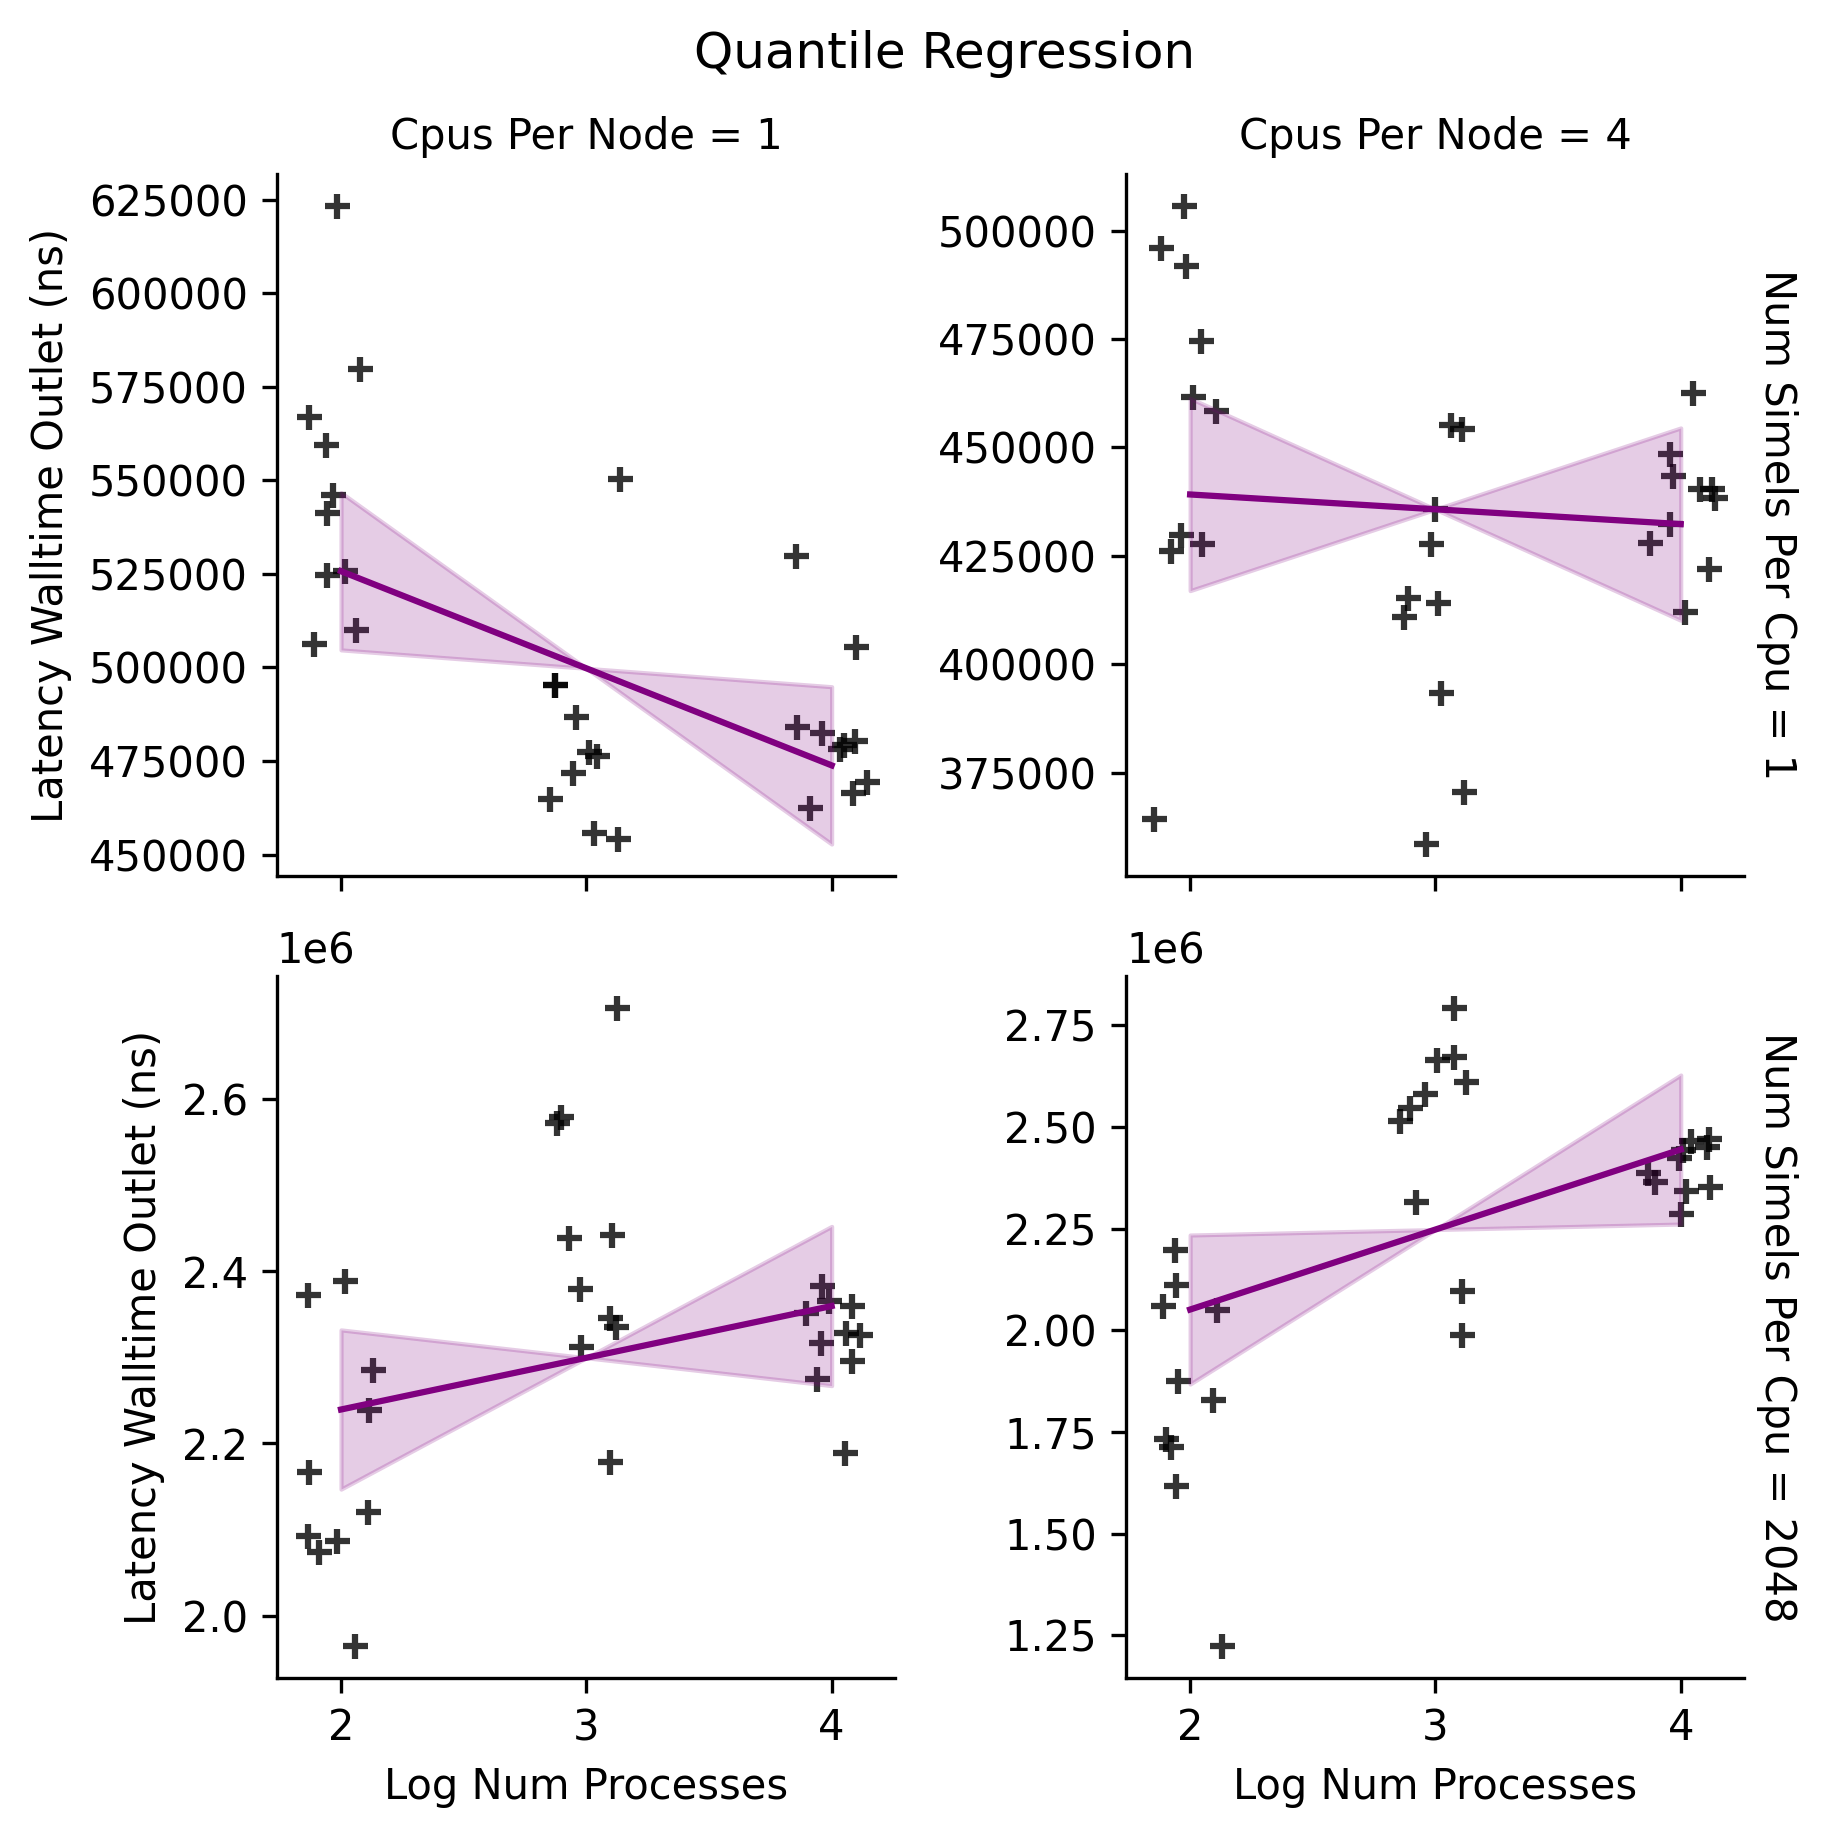 Quantile Regression
Cpus Per Node = 1
Cpus Per Node = 4
Latency Walltime Outlet (ns)
625000
600000
575000
550000
525000
500000
475000
450000
500000
475000
450000
425000
400000
375000
Num Simels Per Cpu = 1
1e6
Latency Walltime Outlet (ns)
2.6
2.4
2.2
2.0
2
3
4
Log Num Processes
1e6
2.75
2.50
2.25
2.00
1.75
1.50
1.25
2
3
4
Log Num Processes
Num Simels Per Cpu = 2048